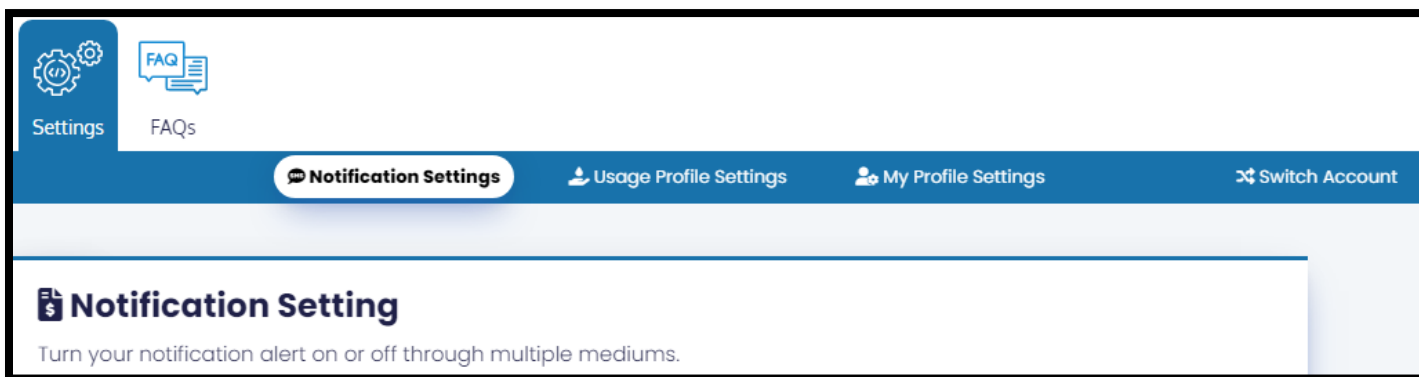 FAQ
Settings FAQs
Notification Settings Usage Profile Settings My Profile Settings Switch Account
Notification Setting
Turn your notification alert on or off through multiple mediums.